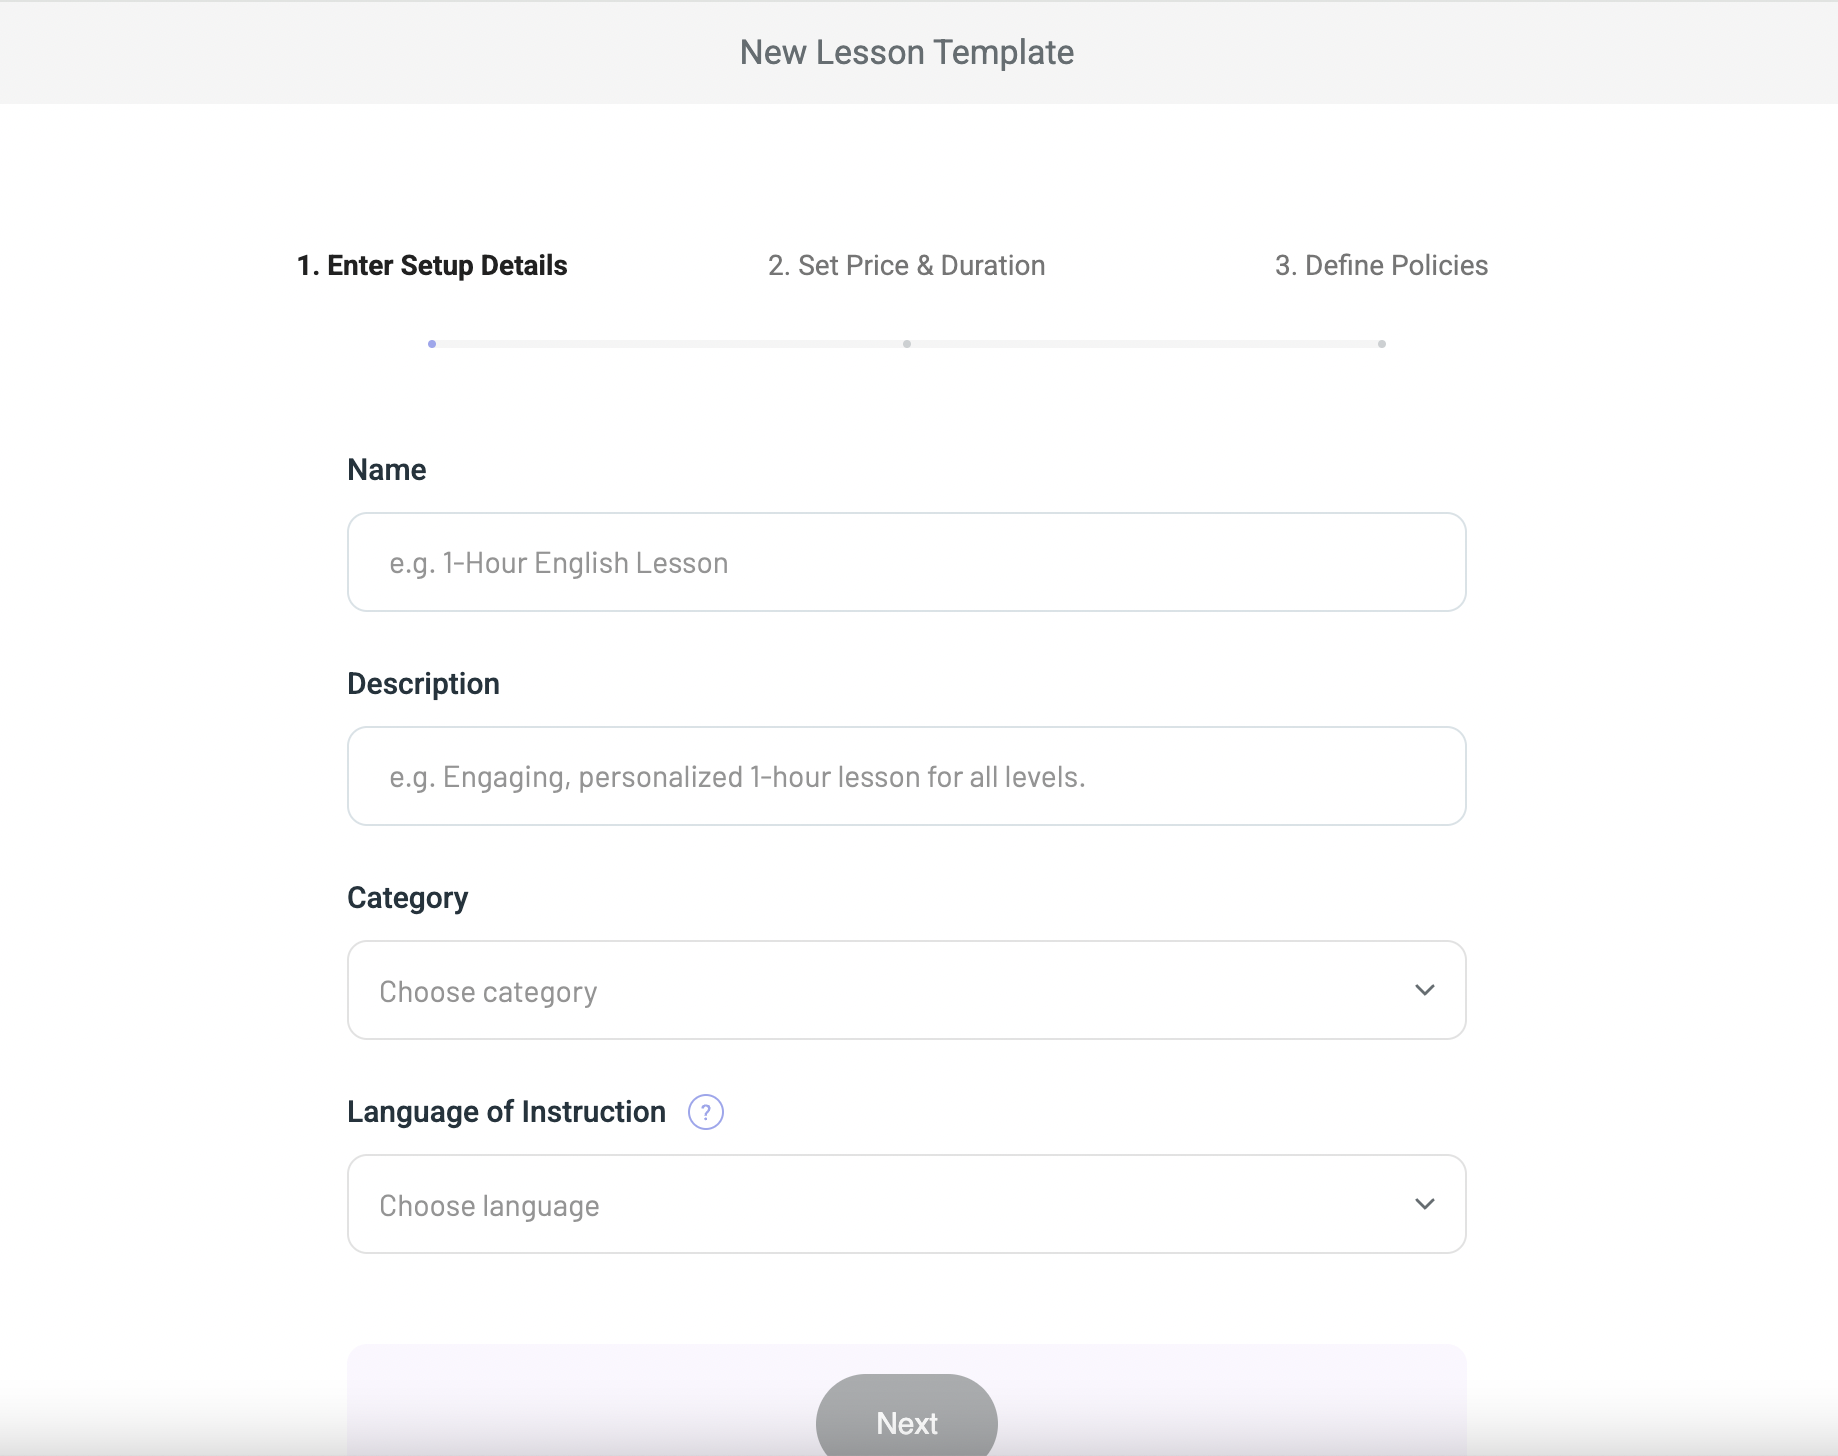 New Lesson Template
1. Enter Setup Details
2. Set Price & Duration
3. Define Policies
Name
e.g. 1-Hour English Lesson
Description
e.g. Engaging, personalized 1-hour lesson for all levels.
Category
Choose category
Language of Instruction ?
Choose language
Next